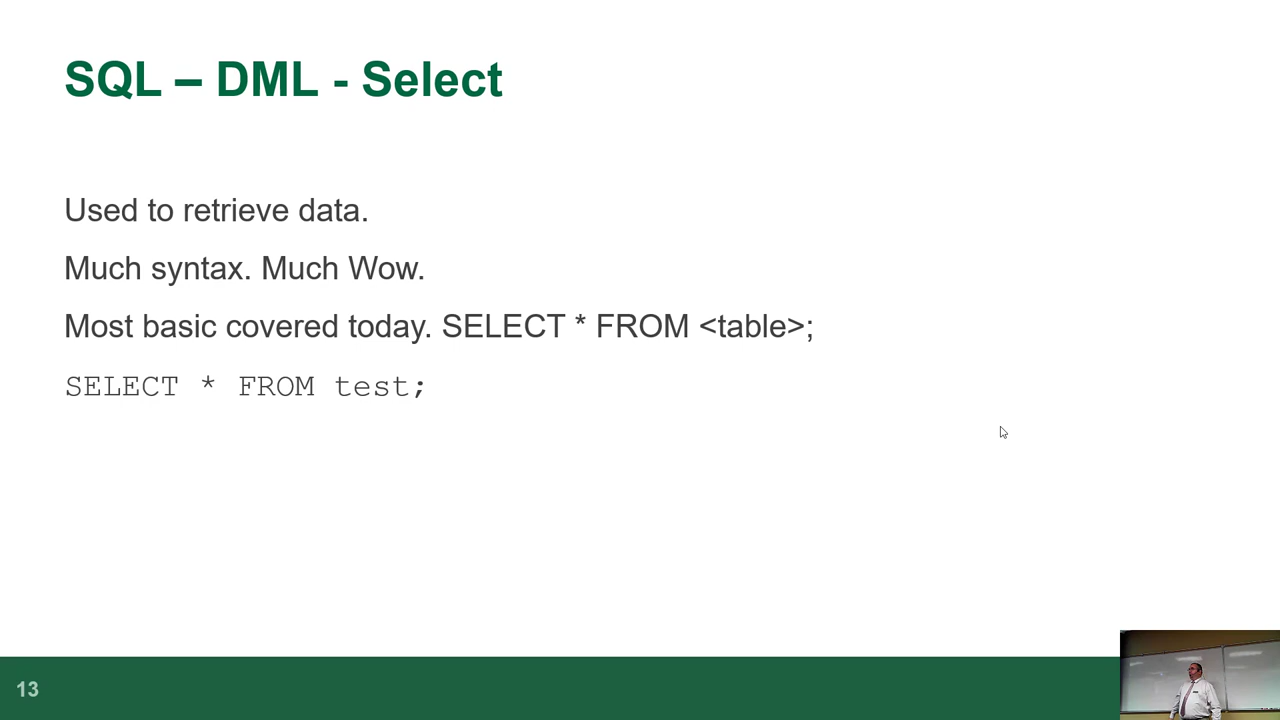 SQL – DML - Select
Used to retrieve data.
Much syntax. Much Wow.
Most basic covered today. SELECT * FROM <table>;
SELECT * FROM test;
13